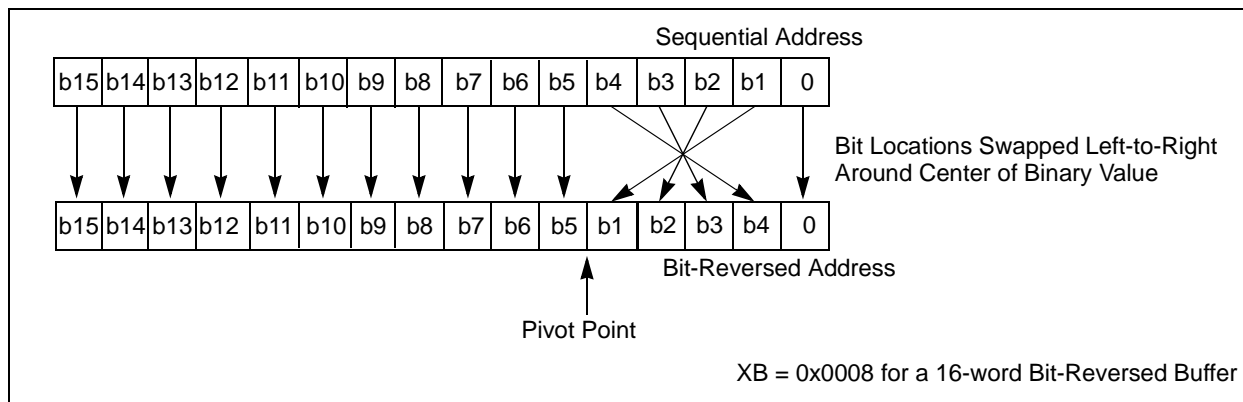 Sequential Address
b15 b14 b13 b12 b11 b10 b9 b8 b7 b6 b5 b4 b3 b2 b1 0
Bit Locations Swapped Left-to-Right
Around Center of Binary Value
b15 b14 b13 b12 b11 b10 b9 b8 b7 b6 b5 b1 b2 b3 b4 0
Bit-Reversed Address
Pivot Point
XB = 0x0008 for a 16-word Bit-Reversed Buffer